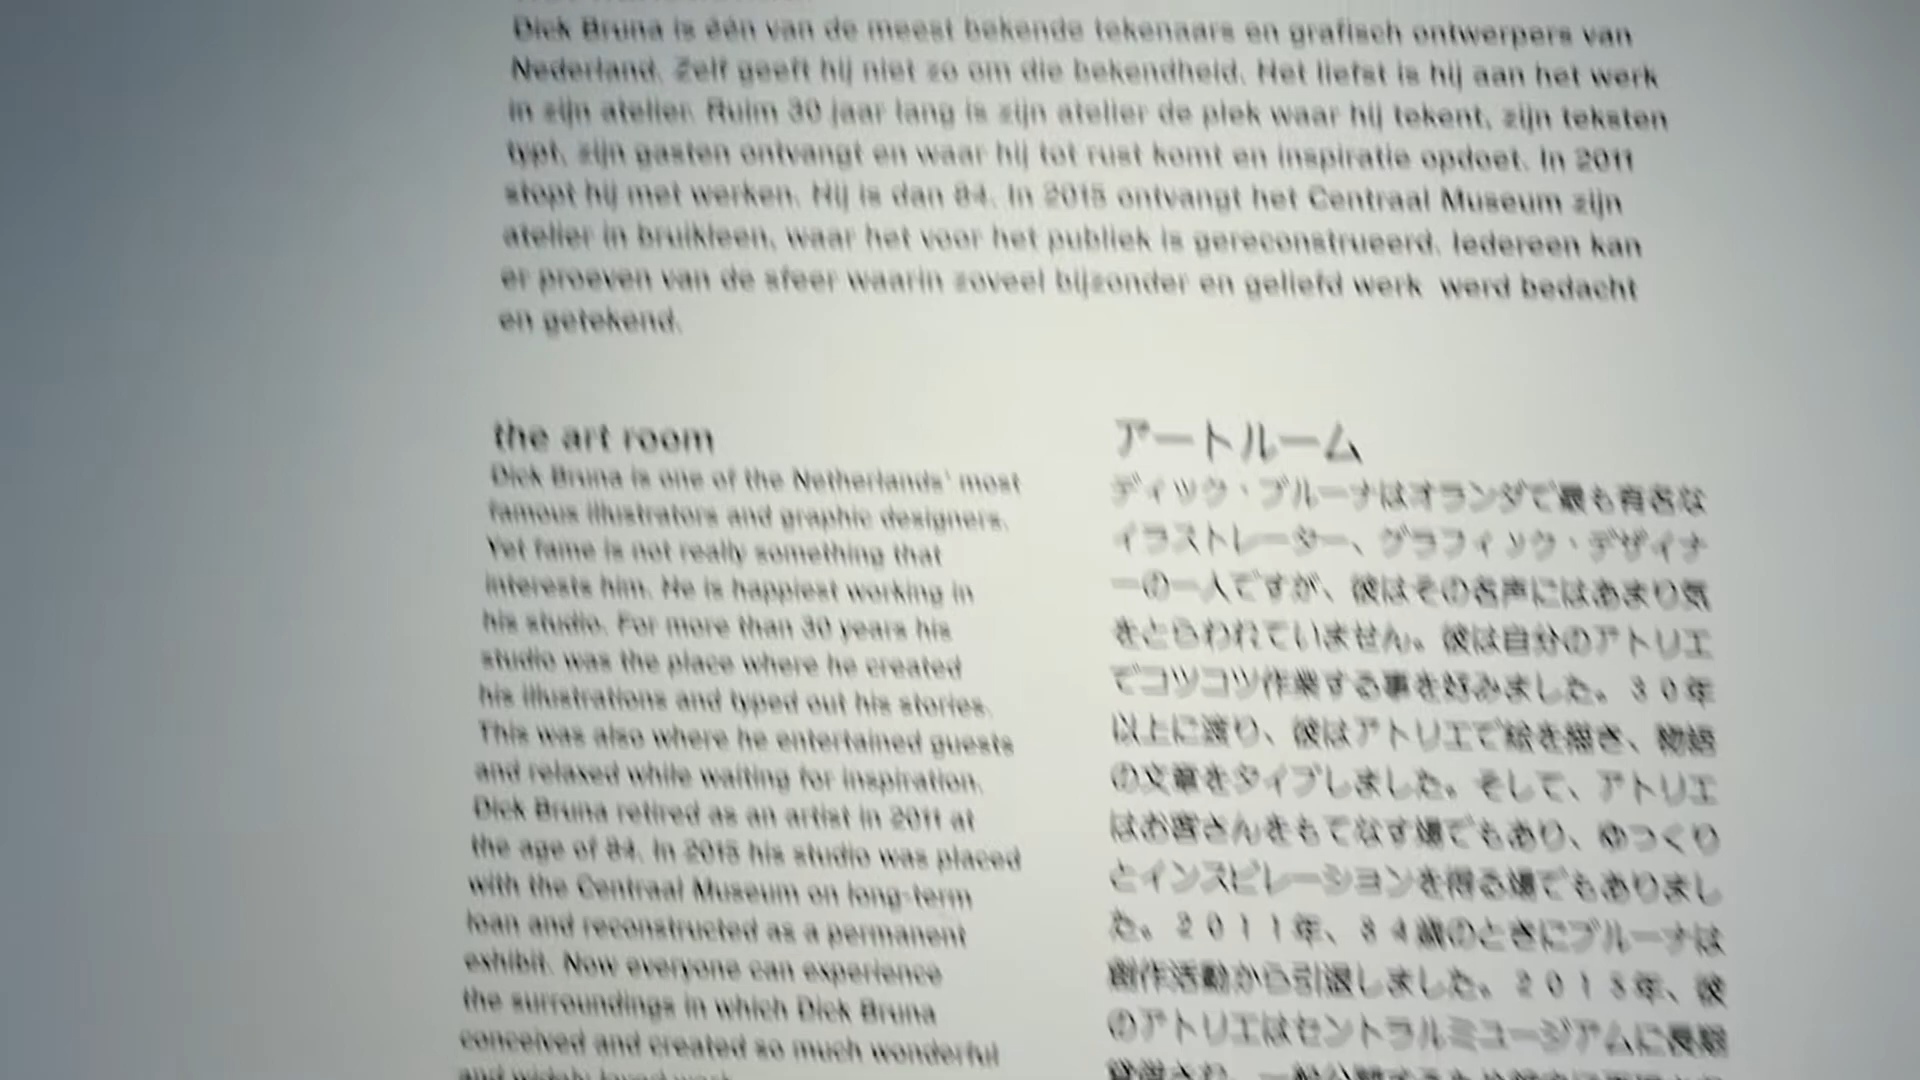 Dick Bruna is één van de meest bekende tekenaars en grafisch ontwerpers van
Nederland. Zelf geeft hij niet zo om die bekendheid. Het liefst is hij aan het werk
in zijn atelier. Ruim 30 jaar lang is zijn atelier de plek waar hij tekent, zijn teksten
typt, zijn gasten ontvangt en waar hij tot rust komt en inspiratie opdoet. In 2011
stopt hij met werken. Hij is dan 84. In 2015 ontvangt het Centraal Museum zijn
atelier in bruikleen, waar het voor het publiek is gereconstrueerd. Iedereen kan
er proeven van de sfeer waarin zoveel bijzonder en geliefd werk werd bedacht
en getekend.
the art room
Dick Bruna is one of the Netherlands' most
famous illustrators and graphic designers.
Yet fame is not really something that
interests him. He is happiest working in
his studio. For more than 30 years his
studio was the place where he created
his illustrations and typed out his stories.
This was also where he entertained guests
and relaxed while waiting for inspiration.
Dick Bruna retired as an artist in 2011 at
the age of 84. In 2015 his studio was placed
with the Centraal Museum on long-term
loan and reconstructed as a permanent
exhibit. Now everyone can experience
the surroundings in which Dick Bruna
conceived and created so much wonderful
and widely loved work.
アートルーム
ディック・ブルーナはオランダで最も有名な
イラストレーター、グラフィック・デザイナ
ーの一人ですが、彼はその名声にはあまり気
をとらわれていません。彼は自分のアトリエ
でコツコツ作業する事を好みました。30年
以上に渡り、彼はアトリエで絵を描き、物語
の文章をタイプしました。そして、アトリエ
はお客さんをもてなす場でもあり、ゆっくり
とインスピレーションを得る場でもありまし
た。2011年、84歳のときにブルーナは
創作活動から引退しました。2015年、彼
のアトリエはセントラルミュージアムに長期